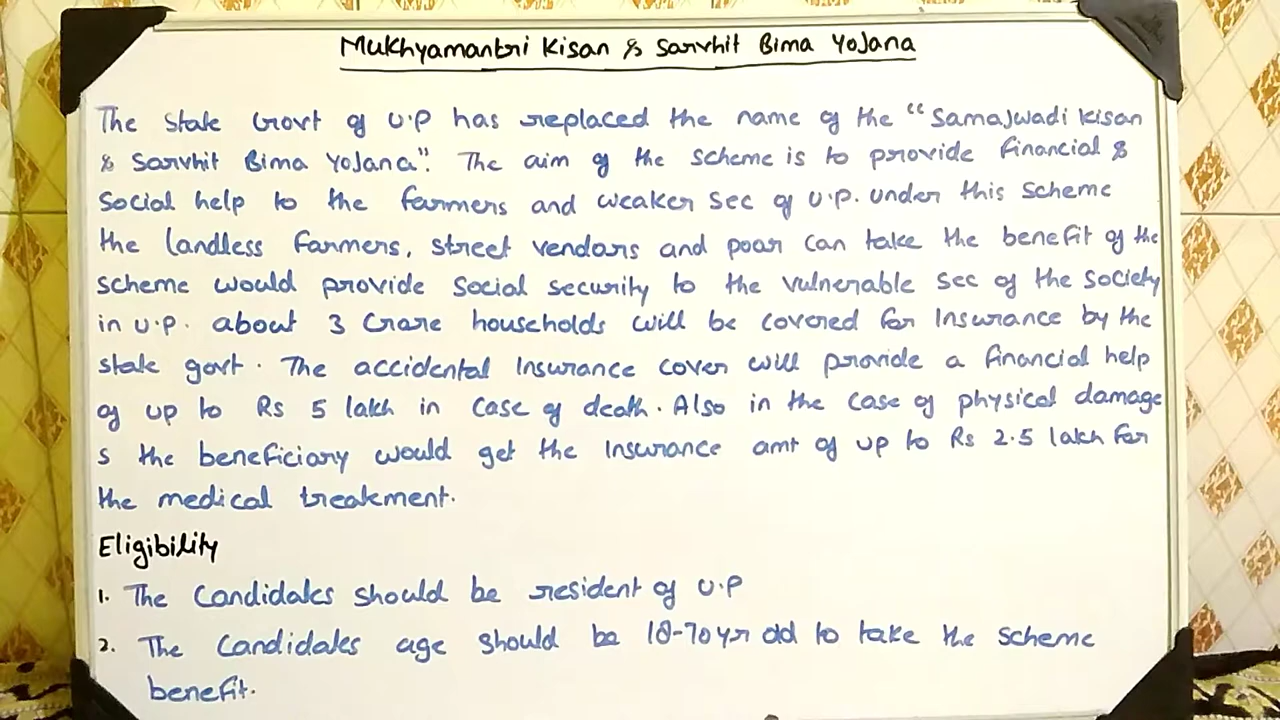 Mukhyamantri Kisan & Sarvhit Bima Yojana
The state Govt of U.P has replaced the name of the "Samajwadi kisan
& Sarvhit Bima Yojana". The aim of the scheme is to provide financial &
Social help to the farmers and weaker sec of U.P. under this scheme
the landless farmers, street vendors and poor can take the benefit of the
scheme would provide social security to the vulnerable sec of the society
in U.P. about 3 Crore households will be covered for Insurance by the
state govt. The accidental Insurance cover will provide a financial help
of up to Rs 5 lakh in case of death. Also in the case of physical damage
s the beneficiary would get the Insurance amt of up to Rs 2.5 lakh for
the medical treatment.
Eligibility
1. The Candidates should be resident of U.P
2. The Candidates age should be 18-70 yr old to take the scheme
benefit.